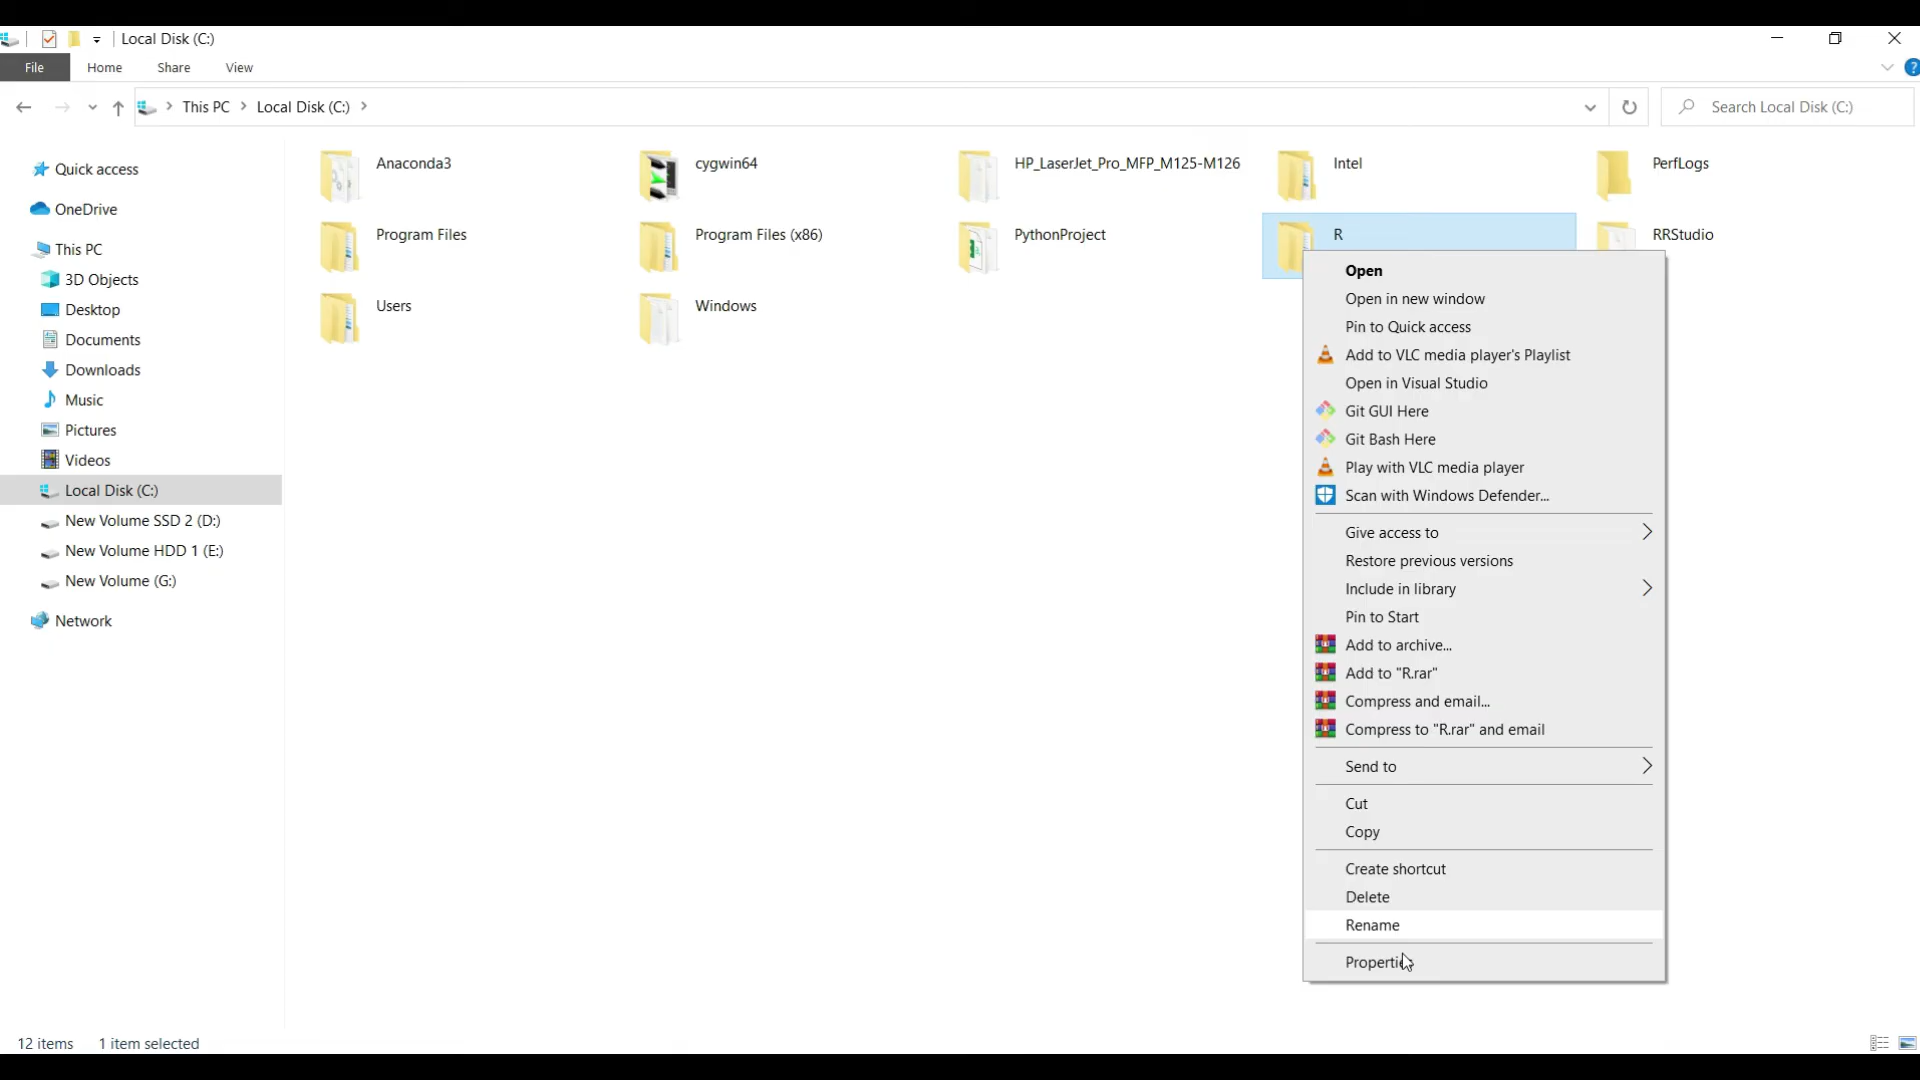 Local Disk (C:)
File Home Share View
This PC Local Disk (C:) Search Local Disk (C:)
Quick access
OneDrive
This PC
3D Objects
Desktop
Documents
Downloads
Music
Pictures
Videos
Local Disk (C:)
New Volume SSD 2 (D:)
New Volume HDD 1 (E:)
New Volume (G:)
Network
Anaconda3 cygwin64 HP_LaserJet_Pro_MFP_M125-M126 Intel PerfLogs
Program Files Program Files (x86) PythonProject R RRStudio
Users Windows
Open
Open in new window
Pin to Quick access
Add to VLC media player's Playlist
Open in Visual Studio
Git GUI Here
Git Bash Here
Play with VLC media player
Scan with Windows Defender...
Give access to
Restore previous versions
Include in library
Pin to Start
Add to archive...
Add to "R.rar"
Compress and email...
Compress to "R.rar" and email
Send to
Cut
Copy
Create shortcut
Delete
Rename
Properties
12 items 1 item selected